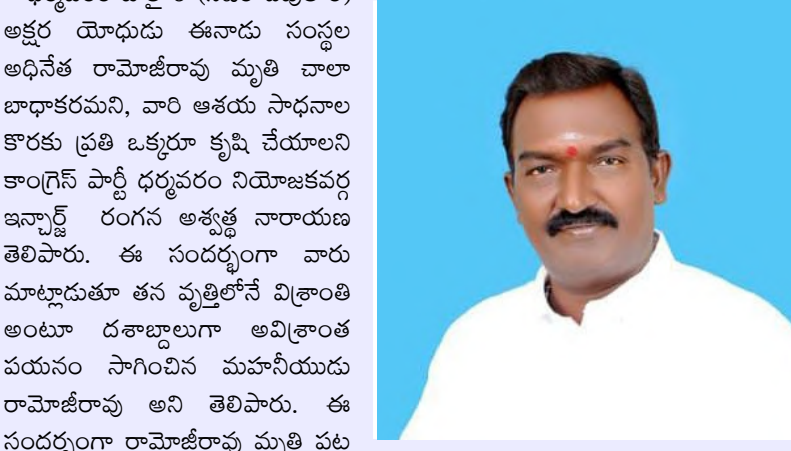 అక్షర యోధుడు ఈనాడు సంస్థల
అధినేత రామోజీరావు మృతి చాలా
బాధాకరమని, వారి ఆశయ సాధనాల
కొరకు ప్రతి ఒక్కరూ కృషి చేయాలని
కాంగ్రెస్ పార్టీ ధర్మవరం నియోజకవర్గ
ఇన్చార్జ్ రంగన అశ్వత్థ నారాయణ
తెలిపారు. ఈ సందర్భంగా వారు
మాట్లాడుతూ తన వృత్తిలోనే విశ్రాంతి
అంటూ దశాబ్దాలుగా అవిశ్రాంత
పయనం సాగించిన మహనీయుడు
రామోజీరావు అని తెలిపారు. ఈ
సందర్భంగా రామోజీరావు మృతి పట్ల